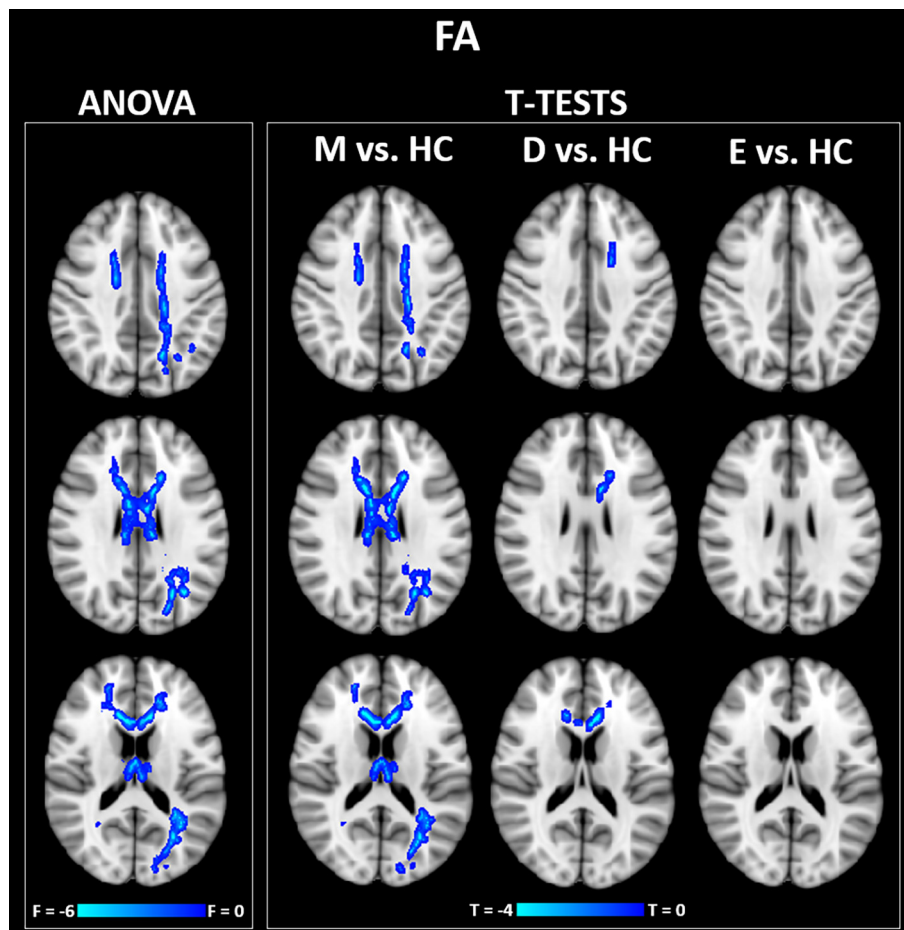 FA
ANOVA
T-TESTS
M vs. HC
D vs. HC
E vs. HC
F = -6
F = 0
T = -4
T = 0